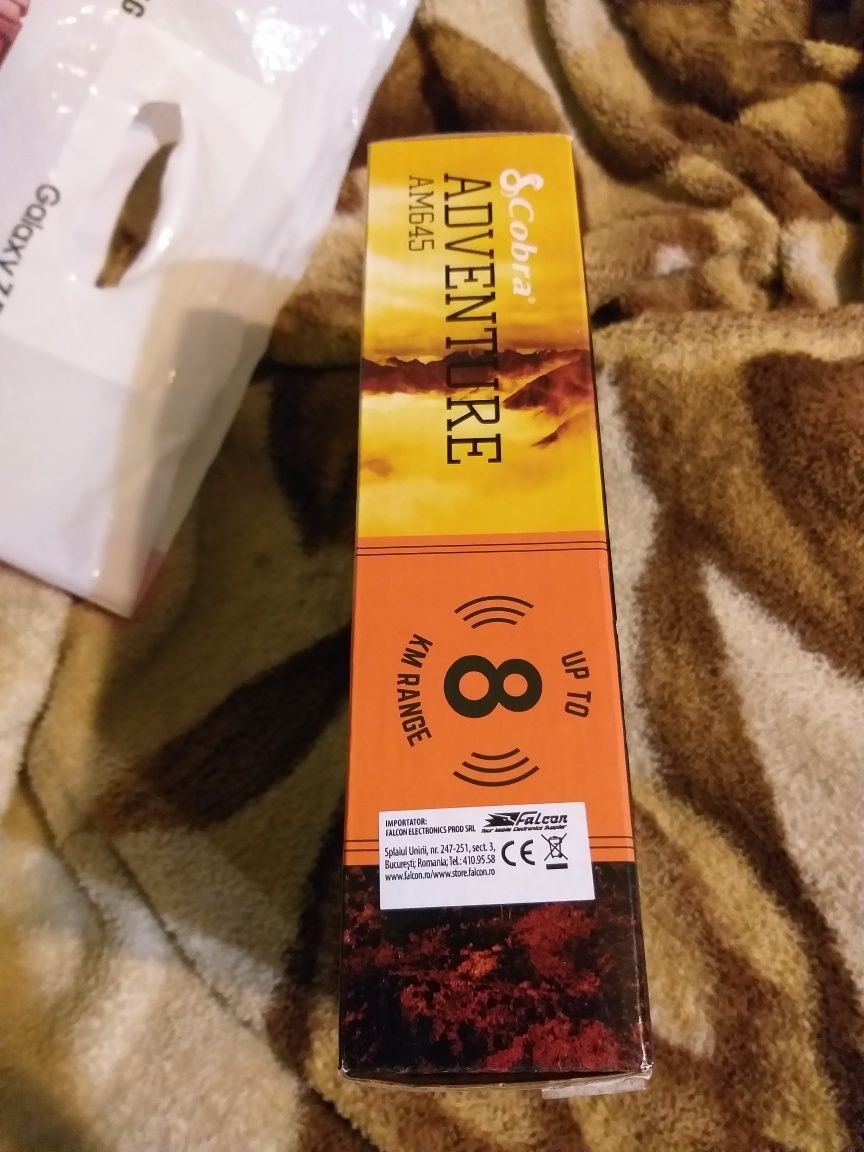 Cobra
ADVENTURE
AM645
UP TO
8
KM RANGE
IMPORTATOR:
FALCON ELECTRONICS PROD SRL
Splaiul Unirii, nr. 247-251, sect. 3,
București; Romania; Tel.: 410.95.58
www.falcon.ro/www.store.falcon.ro
Falcon
Your Mobile Electronics Supplier
CE
Galaxy